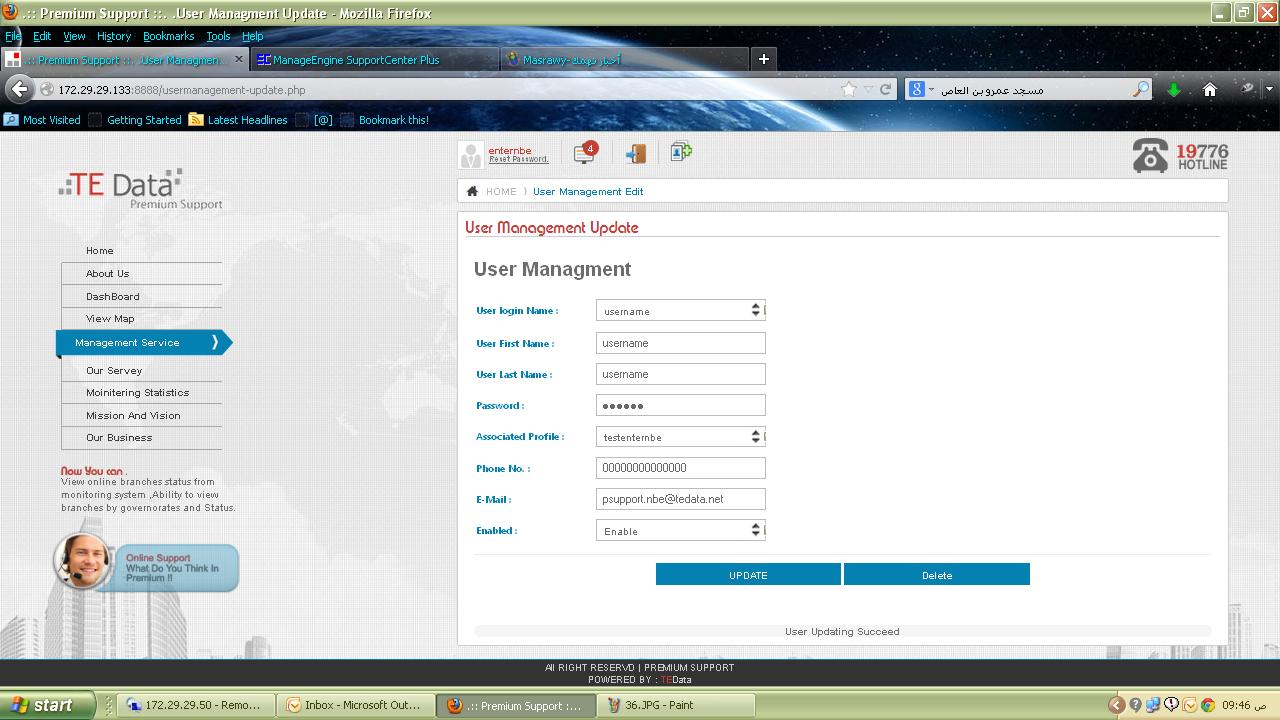 .:: Premium Support ::. .User Managment Update - Mozilla Firefox
File Edit View History Bookmarks Tools Help
.:: Premium Support ::. .User Managmen... ManageEngine SupportCenter Plus Masrawy-أخبار تهمك
172.29.29.133:8888/usermanagment-update.php مسجد عمرو بن العاص
Most Visited Getting Started Latest Headlines [@] Bookmark this!
enternbe
Reset Password.
4
19776
HOTLINE
TE Data
Premium Support
HOME User Management Edit
User Management Update
User Managment
Home
About Us
DashBoard
View Map
Management Service
Our Servey
Moinitering Statistics
Mission And Vision
Our Business
Now You can .
View online branches status from
monitoring system ,Ability to view
branches by governorates and Status.
Online Support
What Do You Think In
Premium !!
User login Name : username
User First Name : username
User Last Name : username
Password : ●●●●●●
Associated Profile : testenternbe
Phone No. : 00000000000000
E-Mail : psupport.nbe@tedata.net
Enabled : Enable
UPDATE Delete
User Updating Succeed
All RIGHT RESERVD | PREMIUM SUPPORT
POWERED BY : TEData
start 172.29.29.50 - Remo... Inbox - Microsoft Out... .:: Premium Support :... 36.JPG - Paint 09:46 ص